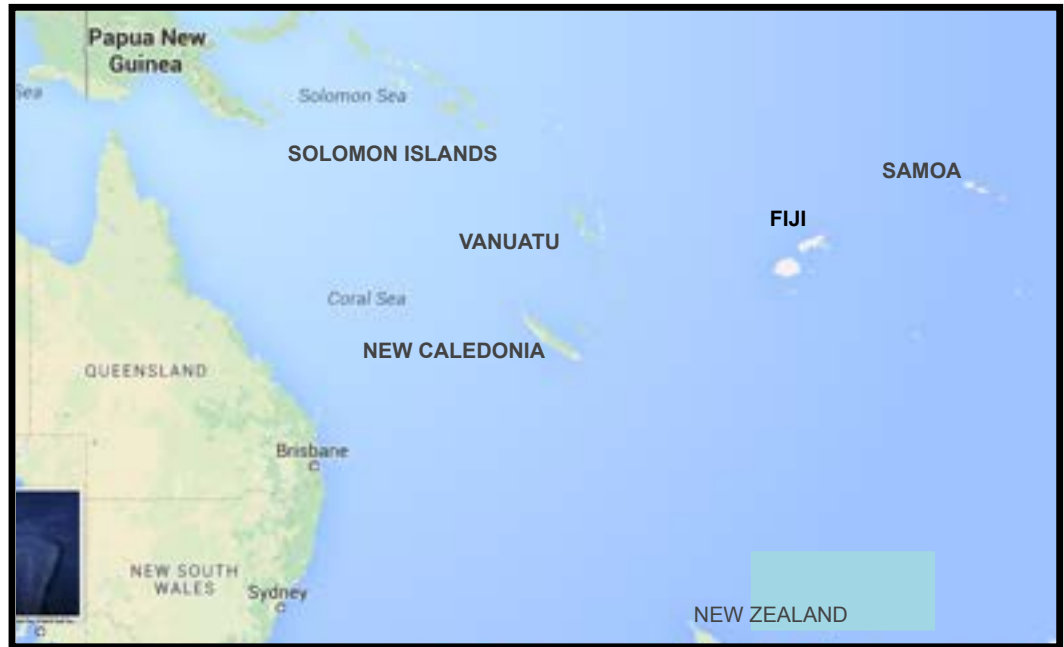 Papua New
Guinea
Sea
Solomon Sea
SOLOMON ISLANDS
SAMOA
FIJI
VANUATU
Coral Sea
NEW CALEDONIA
QUEENSLAND
Brisbane
NEW SOUTH
WALES
Sydney
NEW ZEALAND